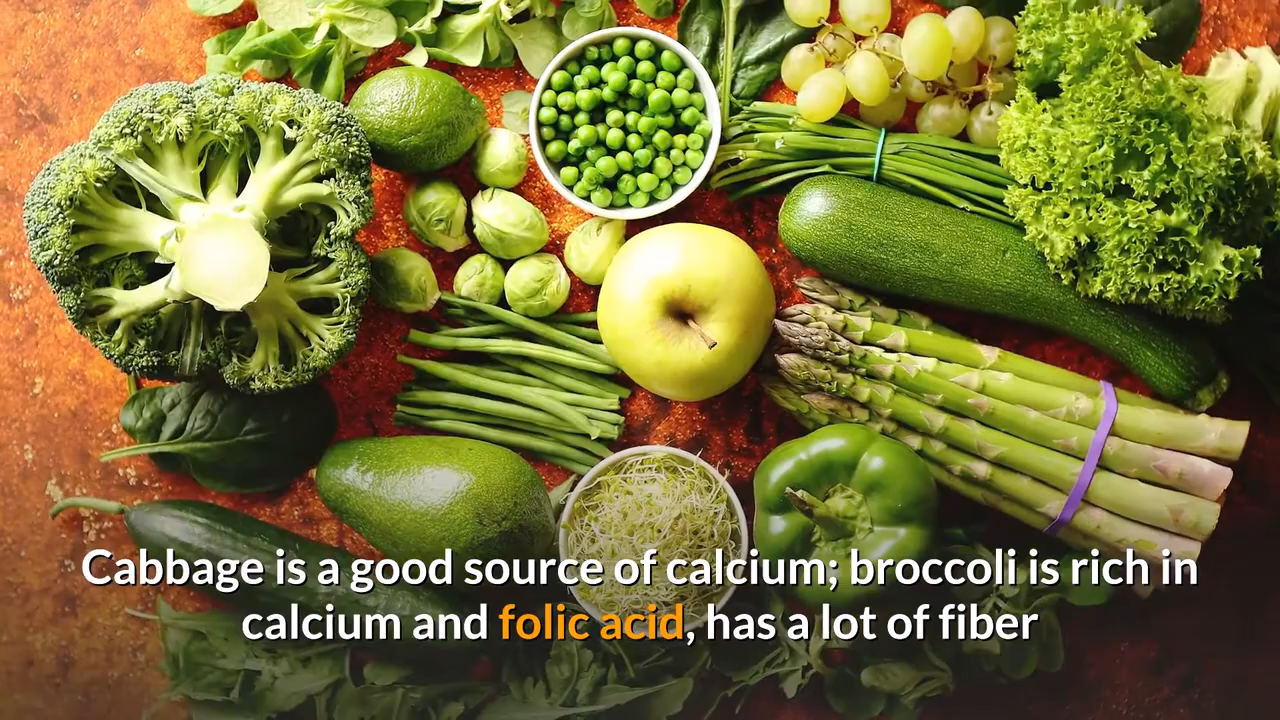 Cabbage is a good source of calcium; broccoli is rich in
calcium and folic acid, has a lot of fiber